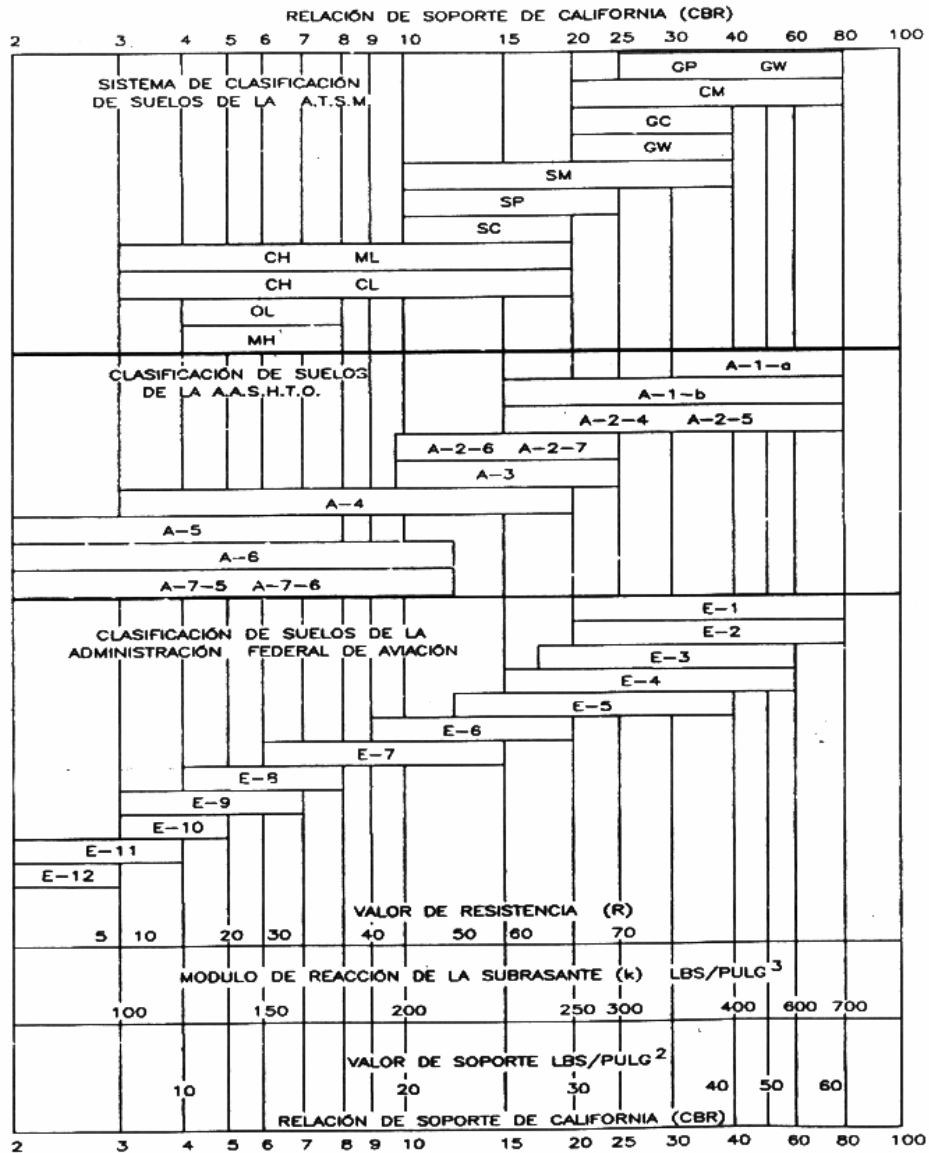 RELACIÓN DE SOPORTE DE CALIFORNIA (CBR)
2 3 4 5 6 7 8 9 10 15 20 25 30 40 50 60 80 100
SISTEMA DE CLASIFICACIÓN
DE SUELOS DE LA A.T.S.M.
GP GW
CM
GC
GW
SM
SP
SC
CH ML
CH CL
OL
MH
CLASIFICACIÓN DE SUELOS
DE LA A.A.S.H.T.O.
A-1-a
A-1-b
A-2-4 A-2-5
A-2-6 A-2-7
A-3
A-4
A-5
A-6
A-7-5 A-7-6
CLASIFICACIÓN DE SUELOS DE LA
ADMINISTRACIÓN FEDERAL DE AVIACIÓN
E-1
E-2
E-3
E-4
E-5
E-6
E-7
E-8
E-9
E-10
E-11
E-12
VALOR DE RESISTENCIA (R)
5 10 20 30 40 50 60 70
MODULO DE REACCIÓN DE LA SUBRASANTE (k) LBS/PULG3
100 150 200 250 300 400 600 700
VALOR DE SOPORTE LBS/PULG2
10 20 30 40 50 60
RELACIÓN DE SOPORTE DE CALIFORNIA (CBR)
2 3 4 5 6 7 8 9 10 15 20 25 30 40 50 60 80 100